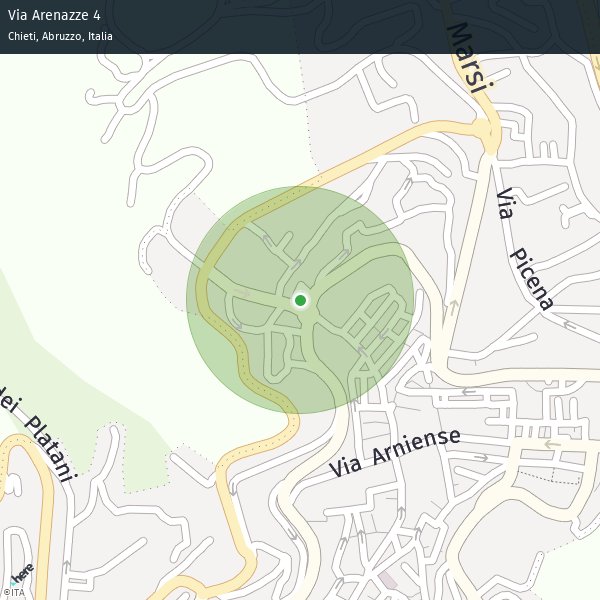 Via Arenazze 4
Chieti, Abruzzo, Italia
Marsi
Via Picena
dei Platani
Via Arniense
here
©ITA